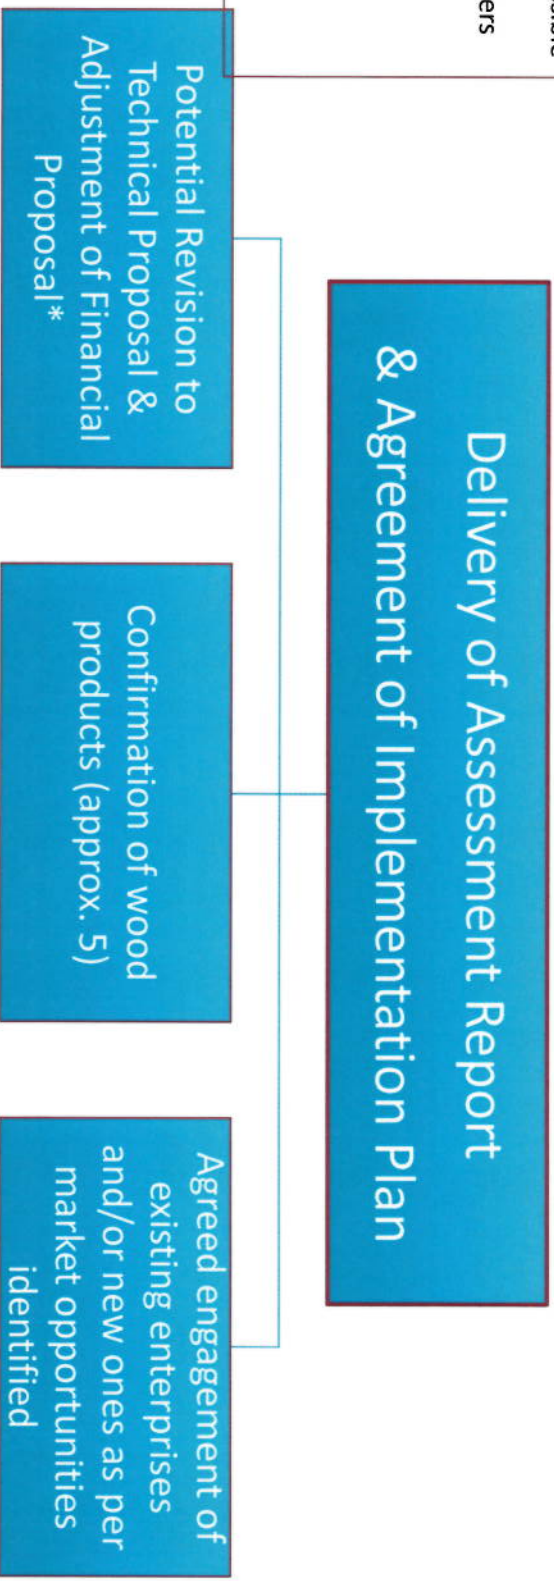 ers
Delivery of Assessment Report
& Agreement of Implementation Plan
Potential Revision to
Technical Proposal &
Adjustment of Financial
Proposal*
Confirmation of wood
products (approx. 5)
Agreed engagement of
existing enterprises
and/or new ones as per
market opportunities
identified